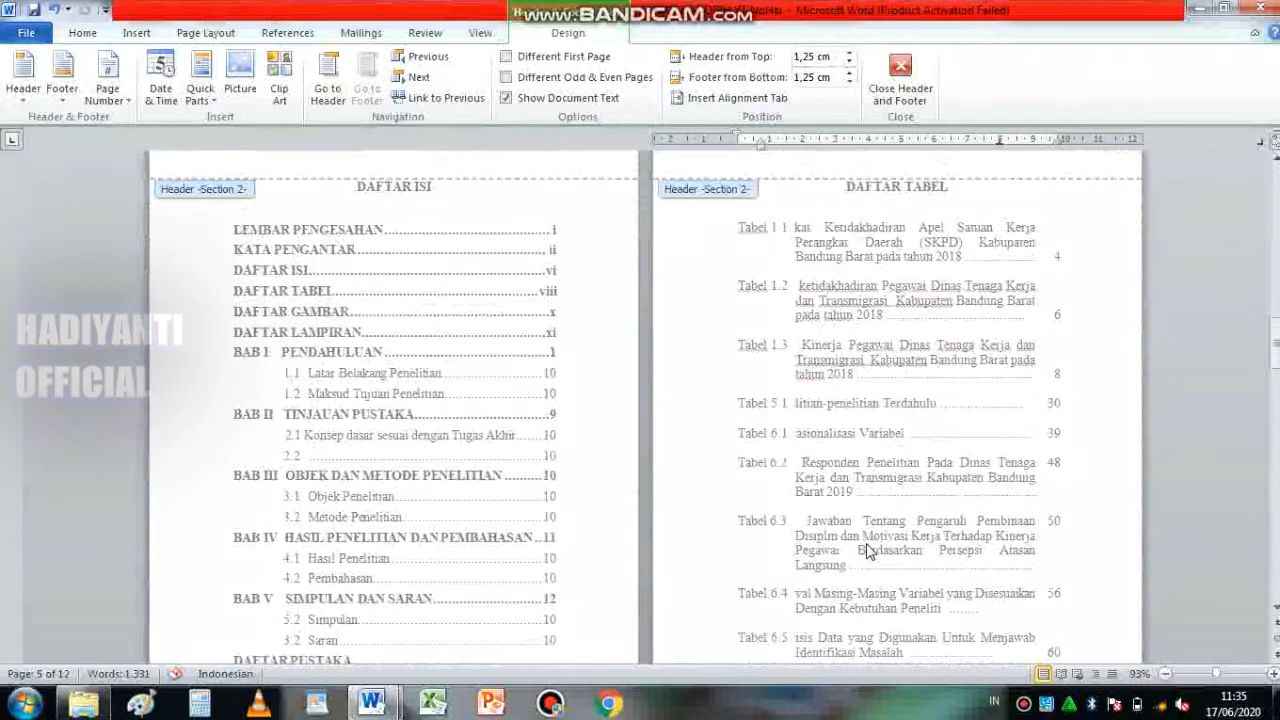 www.BANDICAM.com
Microsoft Word (Product Activation Failed)
File Home Insert Page Layout References Mailings Review View Design
Header Footer Page Number
Header & Footer
Date & Time Quick Parts Picture Clip Art
Insert
Go to Header Go to Footer
Previous
Next
Link to Previous
Navigation
Different First Page
Different Odd & Even Pages
Show Document Text
Options
Header from Top: 1,25 cm
Footer from Bottom: 1,25 cm
Insert Alignment Tab
Position
Close Header and Footer
Close
Header -Section 2-
DAFTAR ISI
LEMBAR PENGESAHAN i
KATA PENGANTAR ii
DAFTAR ISI vi
DAFTAR TABEL viii
DAFTAR GAMBAR x
DAFTAR LAMPIRAN xi
BAB I PENDAHULUAN 1
1.1 Latar Belakang Penelitian 10
1.2 Maksud Tujuan Penelitian 10
BAB II TINJAUAN PUSTAKA 9
2.1 Konsep dasar sesuai dengan Tugas Akhir 10
2.2 10
BAB III OBJEK DAN METODE PENELITIAN 10
3.1 Objek Penelitian 10
3.2 Metode Penelitian 10
BAB IV HASIL PENELITIAN DAN PEMBAHASAN 11
4.1 Hasil Penelitian 10
4.2 Pembahasan 10
BAB V SIMPULAN DAN SARAN 12
5.2 Simpulan 10
3.2 Saran 10
DAFTAR PUSTAKA
Header -Section 2-
DAFTAR TABEL
Tabel 1.1 kat Ketidakhadiran Apel Satuan Kerja
Perangkat Daerah (SKPD) Kabupaten
Bandung Barat pada tahun 2018 4
Tabel 1.2 ketidakhadiran Pegawai Dinas Tenaga Kerja
dan Transmigrasi Kabupaten Bandung Barat
pada tahun 2018 6
Tabel 1.3 Kinerja Pegawai Dinas Tenaga Kerja dan
Transmigrasi Kabupaten Bandung Barat pada
tahun 2018 8
Tabel 5.1 litian-penelitian Terdahulu 30
Tabel 6.1 asionalisasi Variabel 39
Tabel 6.2 Responden Penelitian Pada Dinas Tenaga 48
Kerja dan Transmigrasi Kabupaten Bandung
Barat 2019
Tabel 6.3 Jawaban Tentang Pengaruh Pembinaan 50
Disiplin dan Motivasi Kerja Terhadap Kinerja
Pegawai Berdasarkan Persepsi Atasan
Langsung
Tabel 6.4 val Masing-Masing Variabel yang Disesuaikan 56
Dengan Kebutuhan Peneliti
Tabel 6.5 isis Data yang Digunakan Untuk Menjawab
Identifikasi Masalah 60
HADIYANTI
OFFICIAL
Page: 5 of 12 Words: 1.331 Indonesian 93%
IN 11:35
17/06/2020